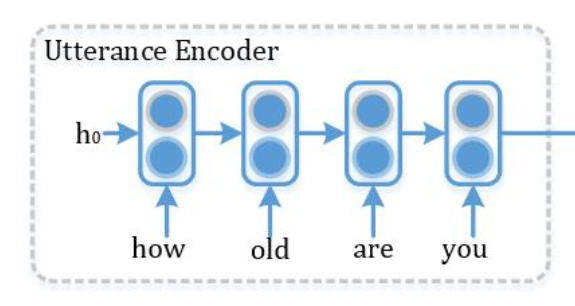 Utterance Encoder
h₀
how old are you